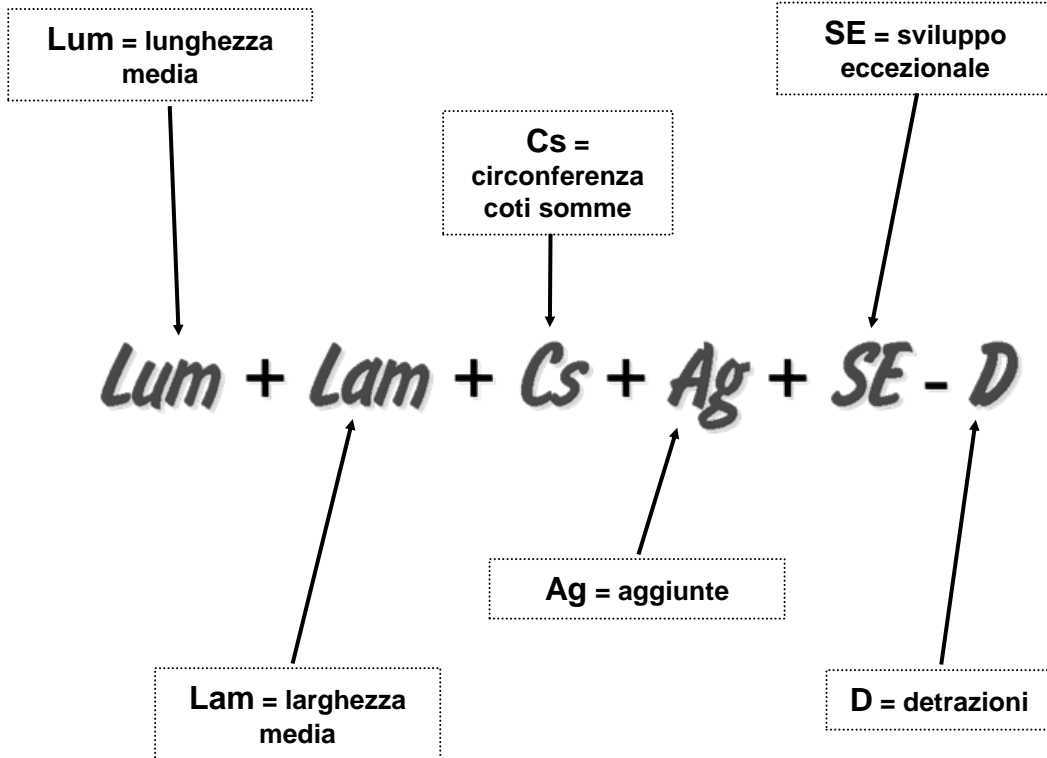 Lum = lunghezza
media
SE = sviluppo
eccezionale
Cs =
circonferenza
coti somme
Lum + Lam + Cs + Ag + SE - D
Ag = aggiunte
Lam = larghezza
media
D = detrazioni